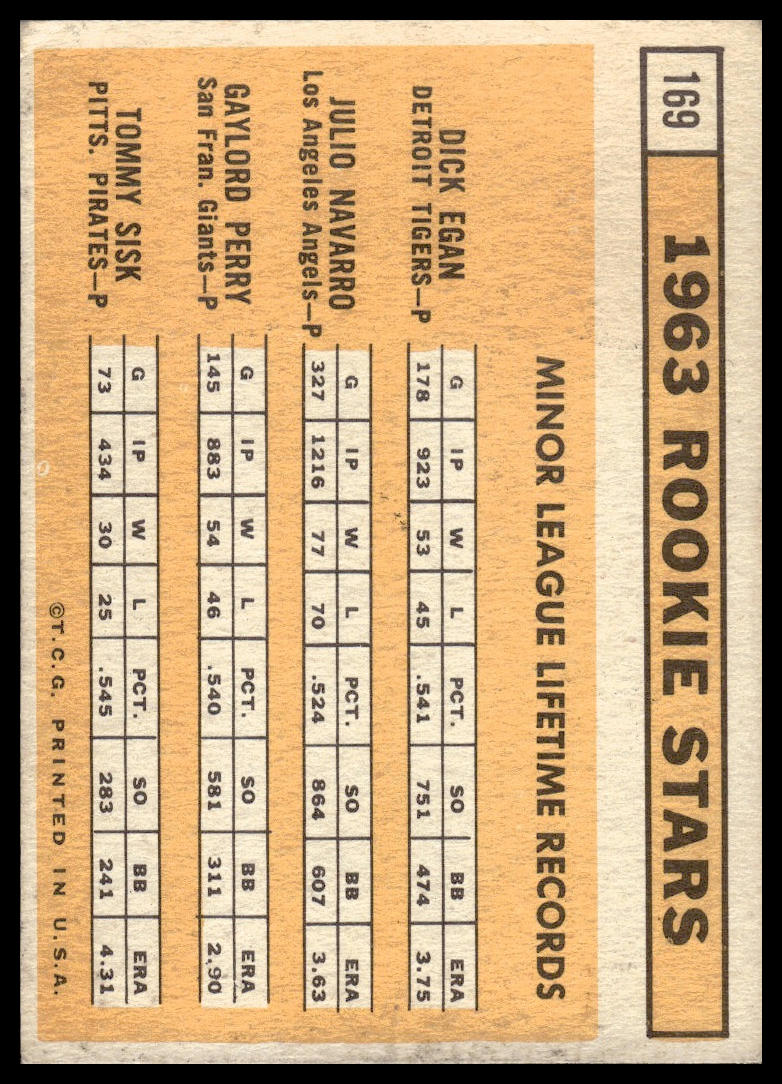 169 1963 ROOKIE STARS
MINOR LEAGUE LIFETIME RECORDS
DICK EGAN
DETROIT TIGERS—P
G IP W L PCT. SO BB ERA
178 923 53 45 .541 751 474 3.75
JULIO NAVARRO
Los Angeles Angels—P
G IP W L PCT. SO BB ERA
327 1216 77 70 .524 864 607 3.63
GAYLORD PERRY
San Fran. Giants—P
G IP W L PCT. SO BB ERA
145 883 54 46 .540 581 311 2.90
TOMMY SISK
PITTS. PIRATES—P
G IP W L PCT. SO BB ERA
73 434 30 25 .545 283 241 4.31
©T.C.G. PRINTED IN U.S.A.